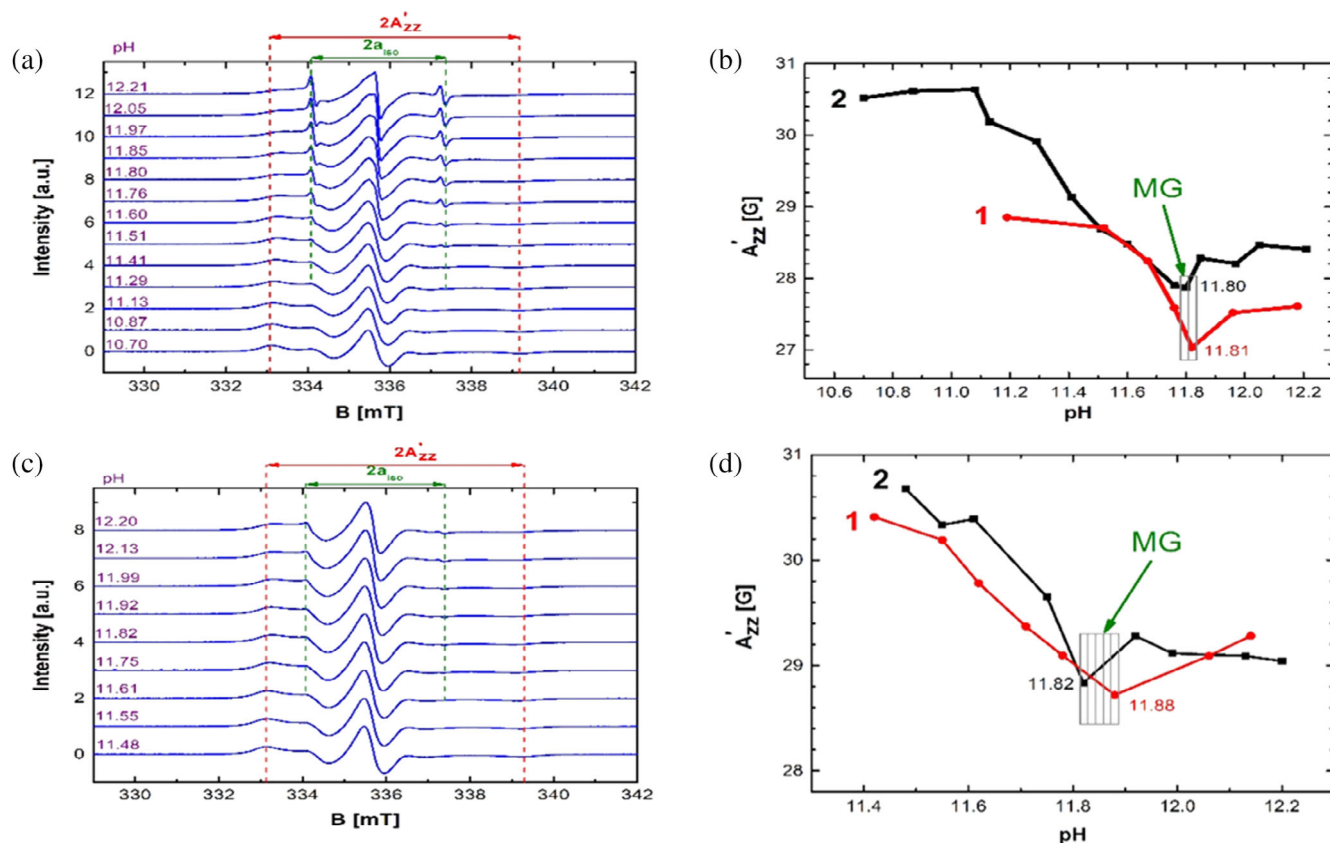 (a)
2A'zz
2aiso
pH
12.21
12.05
11.97
11.85
11.80
11.76
11.60
11.51
11.41
11.29
11.13
10.87
10.70
Intensity [a.u.]
12
10
8
6
4
2
0
330 332 334 336 338 340 342
B [mT]
(b)
A'zz [G]
31
30
29
28
27
2
1
MG
11.80
11.81
10.6 10.8 11.0 11.2 11.4 11.6 11.8 12.0 12.2
pH
(c)
2A'zz
2aiso
pH
12.20
12.13
11.99
11.92
11.82
11.75
11.61
11.55
11.48
Intensity [a.u.]
8
6
4
2
0
330 332 334 336 338 340 342
B [mT]
(d)
A'zz [G]
31
30
29
28
2
1
MG
11.82
11.88
11.4 11.6 11.8 12.0 12.2
pH